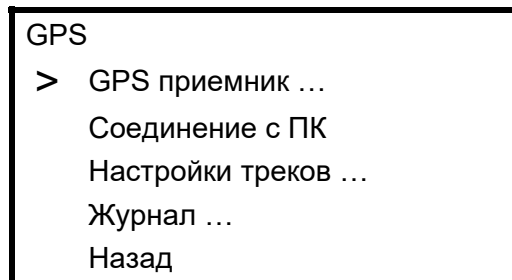 GPS
> GPS приемник …
Соединение с ПК
Настройки треков …
Журнал …
Назад